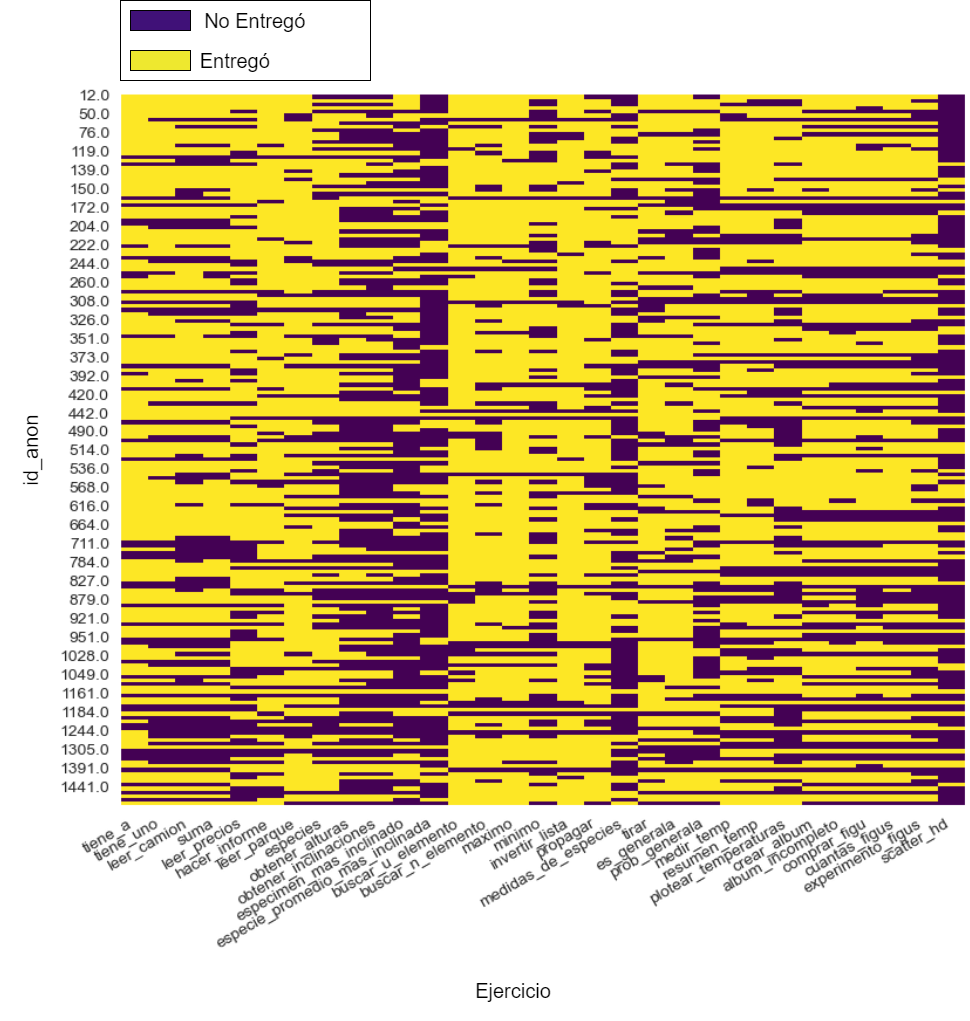 No Entregó
Entregó
12.0
50.0
76.0
119.0
139.0
150.0
172.0
204.0
222.0
244.0
260.0
308.0
326.0
351.0
373.0
392.0
420.0
442.0
490.0
514.0
536.0
568.0
616.0
664.0
711.0
784.0
827.0
879.0
921.0
951.0
1028.0
1049.0
1161.0
1184.0
1244.0
1305.0
1391.0
1441.0
id_anon
tiene_a
tiene_uno
leer_camion
suma
leer_precios
hacer_informe
leer_parque
especies
obtener_alturas
obtener_inclinaciones
especimen_mas_inclinado
especie_promedio_mas_inclinada
buscar_u_elemento
buscar_n_elemento
maximo
minimo
invertir_lista
propagar
medidas_de_especies
tirar
es_generala
prob_generala
medir_temp
resumen_temp
plotear_temperaturas
crear_album
album_incompleto
comprar_figu
cuantas_figus
experimento_figus
scatter_hd
Ejercicio